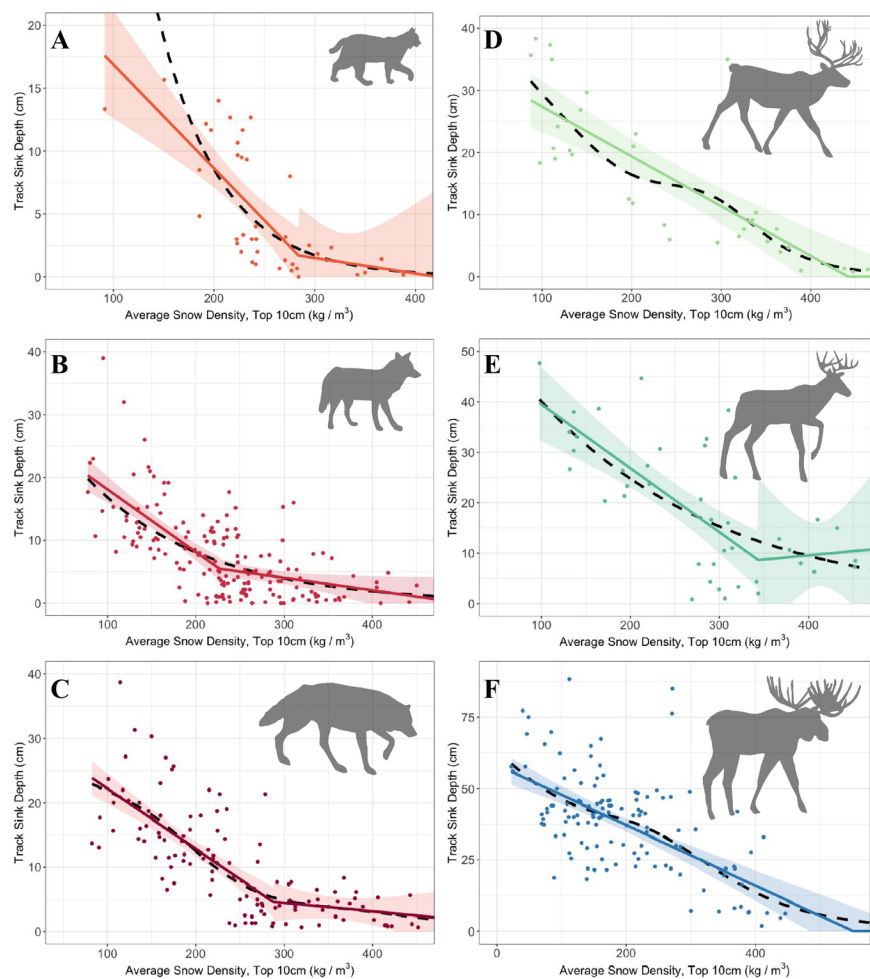 A
Track Sink Depth (cm)
20
15
10
5
0
100 200 300 400
Average Snow Density, Top 10cm (kg / m³)
D
Track Sink Depth (cm)
40
30
20
10
0
100 200 300 400
Average Snow Density, Top 10cm (kg / m³)
B
Track Sink Depth (cm)
40
30
20
10
0
100 200 300 400
Average Snow Density, Top 10cm (kg / m³)
E
Track Sink Depth (cm)
50
40
30
20
10
0
100 200 300 400
Average Snow Density, Top 10cm (kg / m³)
C
Track Sink Depth (cm)
40
30
20
10
0
100 200 300 400
Average Snow Density, Top 10cm (kg / m³)
F
Track Sink Depth (cm)
75
50
25
0
0 200 400
Average Snow Density, Top 10cm (kg / m³)